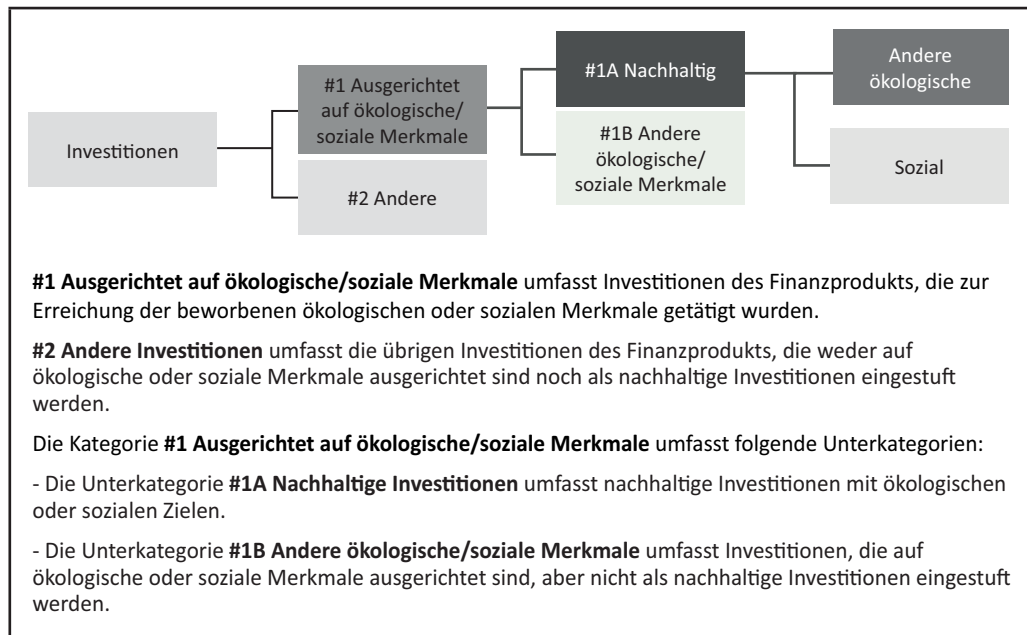 Investitionen
#1 Ausgerichtet
auf ökologische/
soziale Merkmale
#2 Andere
#1A Nachhaltig
#1B Andere
ökologische/
soziale Merkmale
Andere
ökologische
Sozial
#1 Ausgerichtet auf ökologische/soziale Merkmale umfasst Investitionen des Finanzprodukts, die zur
Erreichung der beworbenen ökologischen oder sozialen Merkmale getätigt wurden.
#2 Andere Investitionen umfasst die übrigen Investitionen des Finanzprodukts, die weder auf
ökologische oder soziale Merkmale ausgerichtet sind noch als nachhaltige Investitionen eingestuft
werden.
Die Kategorie #1 Ausgerichtet auf ökologische/soziale Merkmale umfasst folgende Unterkategorien:
- Die Unterkategorie #1A Nachhaltige Investitionen umfasst nachhaltige Investitionen mit ökologischen
oder sozialen Zielen.
- Die Unterkategorie #1B Andere ökologische/soziale Merkmale umfasst Investitionen, die auf
ökologische oder soziale Merkmale ausgerichtet sind, aber nicht als nachhaltige Investitionen eingestuft
werden.